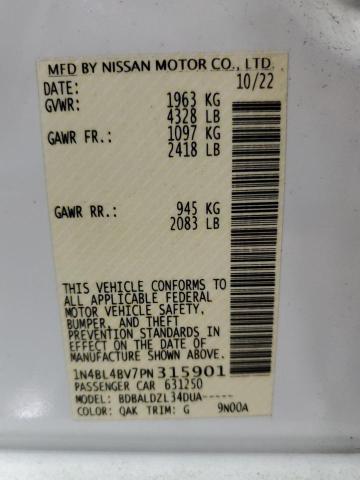 MFD BY NISSAN MOTOR CO., LTD.
DATE: 10/22
GVWR: 1963 KG
4328 LB
GAWR FR.: 1097 KG
2418 LB
GAWR RR.: 945 KG
2083 LB
THIS VEHICLE CONFORMS TO
ALL APPLICABLE FEDERAL
MOTOR VEHICLE SAFETY,
BUMPER, AND THEFT
PREVENTION STANDARDS IN
EFFECT ON THE DATE OF
MANUFACTURE SHOWN ABOVE.
1N4BL4BV7PN315901
PASSENGER CAR 631250
MODEL: BDBALDZL34DUA-----
COLOR: QAK TRIM: G 9N00A